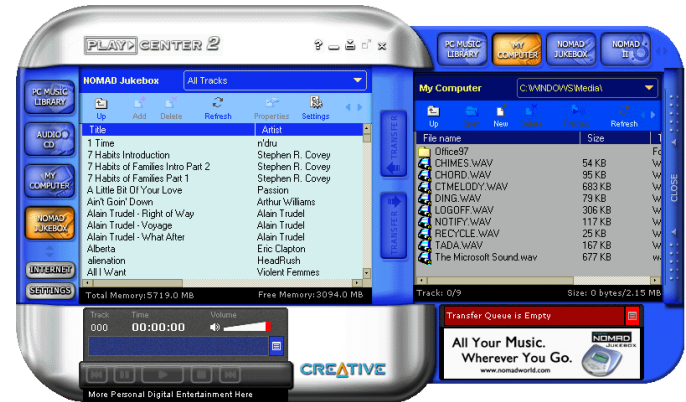 PLAY CENTER 2
PC MUSIC LIBRARY
AUDIO CD
MY COMPUTER
NOMAD JUKEBOX
INTERNET
SETTINGS
NOMAD Jukebox All Tracks
Up Add Delete Refresh Properties Settings
Title Artist
1 Time n'dru
7 Habits Introduction Stephen R. Covey
7 Habits of Families Intro Part 2 Stephen R. Covey
7 Habits of Families Part 1 Stephen R. Covey
A Little Bit Of Your Love Passion
Ain't Goin' Down Arthur Williams
Alain Trudel - Right of Way Alain Trudel
Alain Trudel - Voyage Alain Trudel
Alain Trudel - What After Alain Trudel
Alberta Eric Clapton
alienation HeadRush
All I Want Violent Femmes
Total Memory:5719.0 MB Free Memory:3094.0 MB
TRANSFER
TRANSFER
PC MUSIC LIBRARY
MY COMPUTER
NOMAD JUKEBOX
NOMAD II
My Computer C:\WINDOWS\Media\
Up New Delete Refresh
File name Size T
Office97 Fo
CHIMES.WAV 54 KB W
CHORD.WAV 95 KB W
CTMELODY.WAV 683 KB W
DING.WAV 79 KB W
LOGOFF.WAV 306 KB W
NOTIFY.WAV 117 KB W
RECYCLE.WAV 25 KB W
TADA.WAV 167 KB W
The Microsoft Sound.wav 677 KB w
Track: 0/9 Size: 0 bytes/2.15 MB
CLOSE
Track Time Volume
000 00:00:00
More Personal Digital Entertainment Here
CREATIVE
Transfer Queue is Empty
All Your Music.
Wherever You Go.
www.nomadworld.com
NOMAD
JUKEBOX